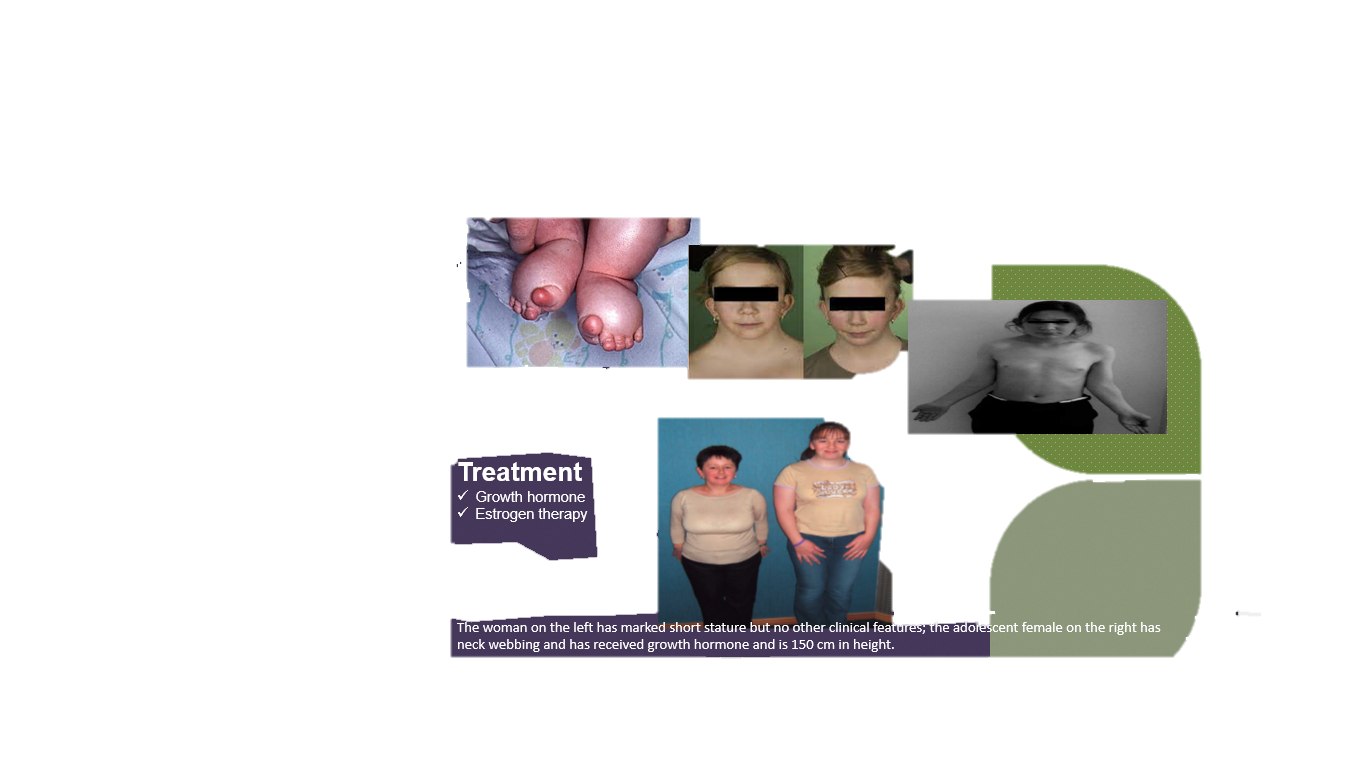 Treatment
✓ Growth hormone
✓ Estrogen therapy
The woman on the left has marked short stature but no other clinical features; the adolescent female on the right has
neck webbing and has received growth hormone and is 150 cm in height.